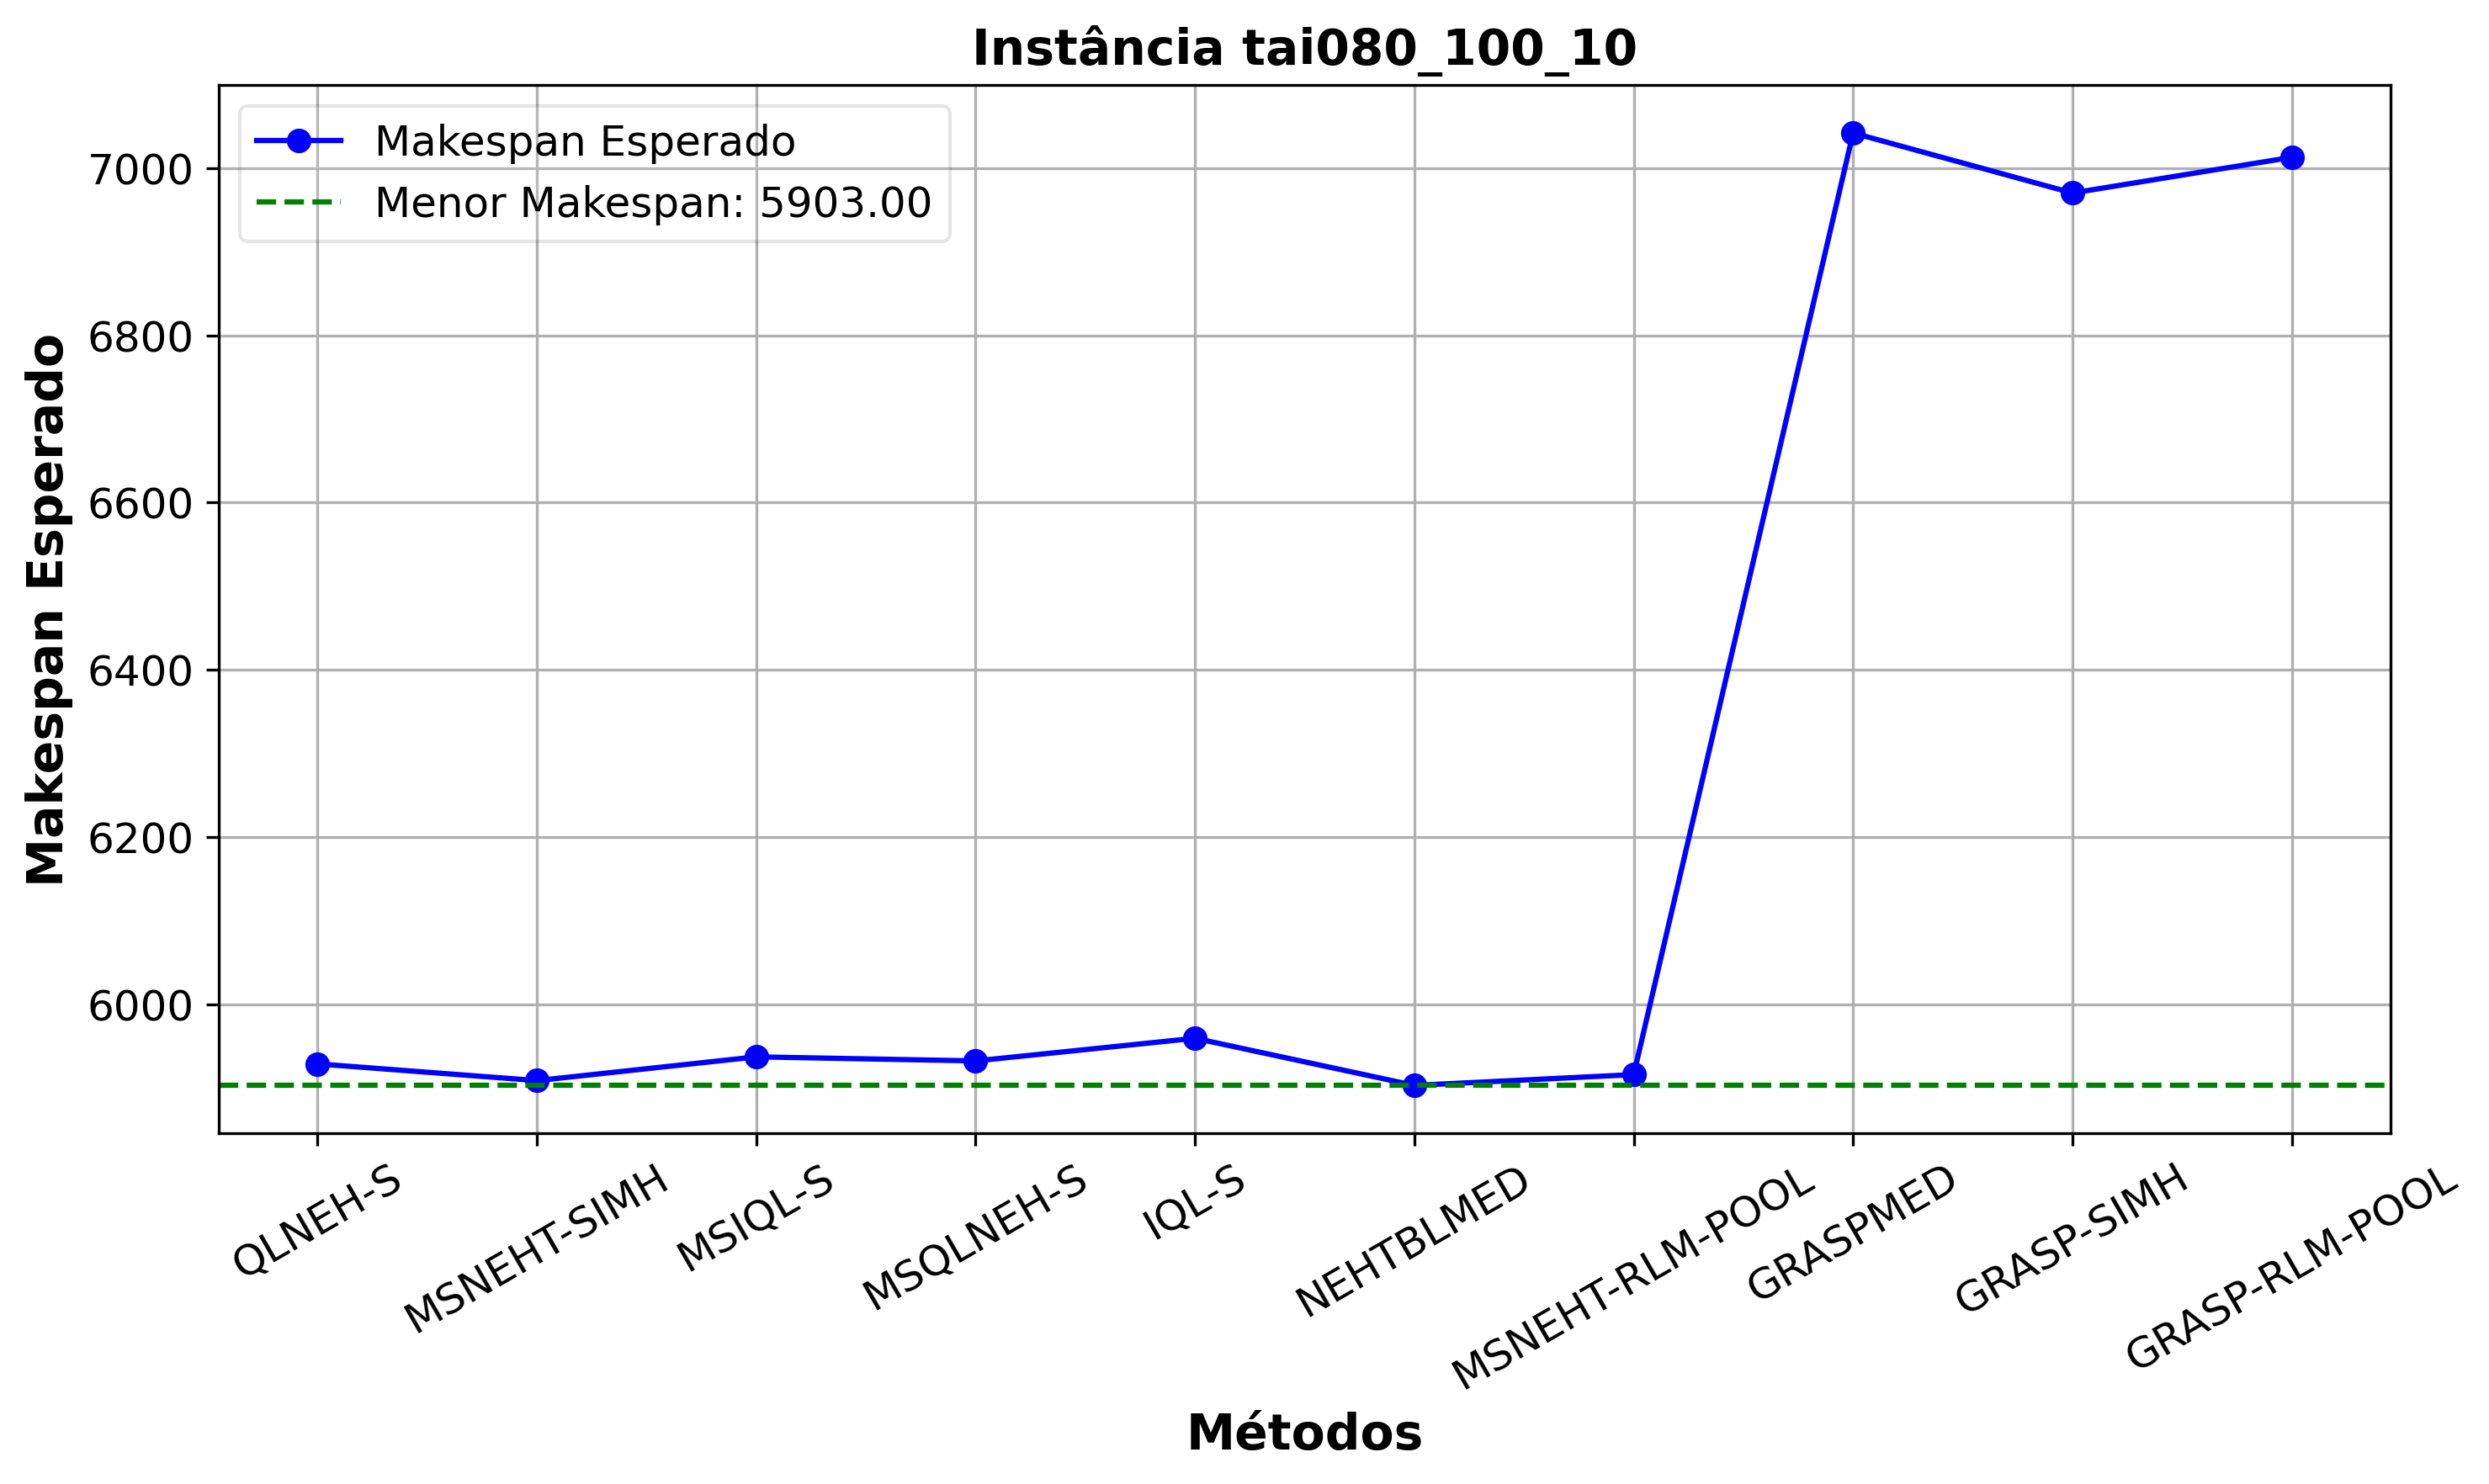 Instância tai080_100_10
Makespan Esperado
Menor Makespan: 5903.00
Makespan Esperado
7000
6800
6600
6400
6200
6000
QLNEH-S
MSNEHT-SIMH
MSIQL-S
MSQLNEH-S
IQL-S
NEHTBLMED
MSNEHT-RLM-POOL
GRASPMED
GRASP-SIMH
GRASP-RLM-POOL
Métodos